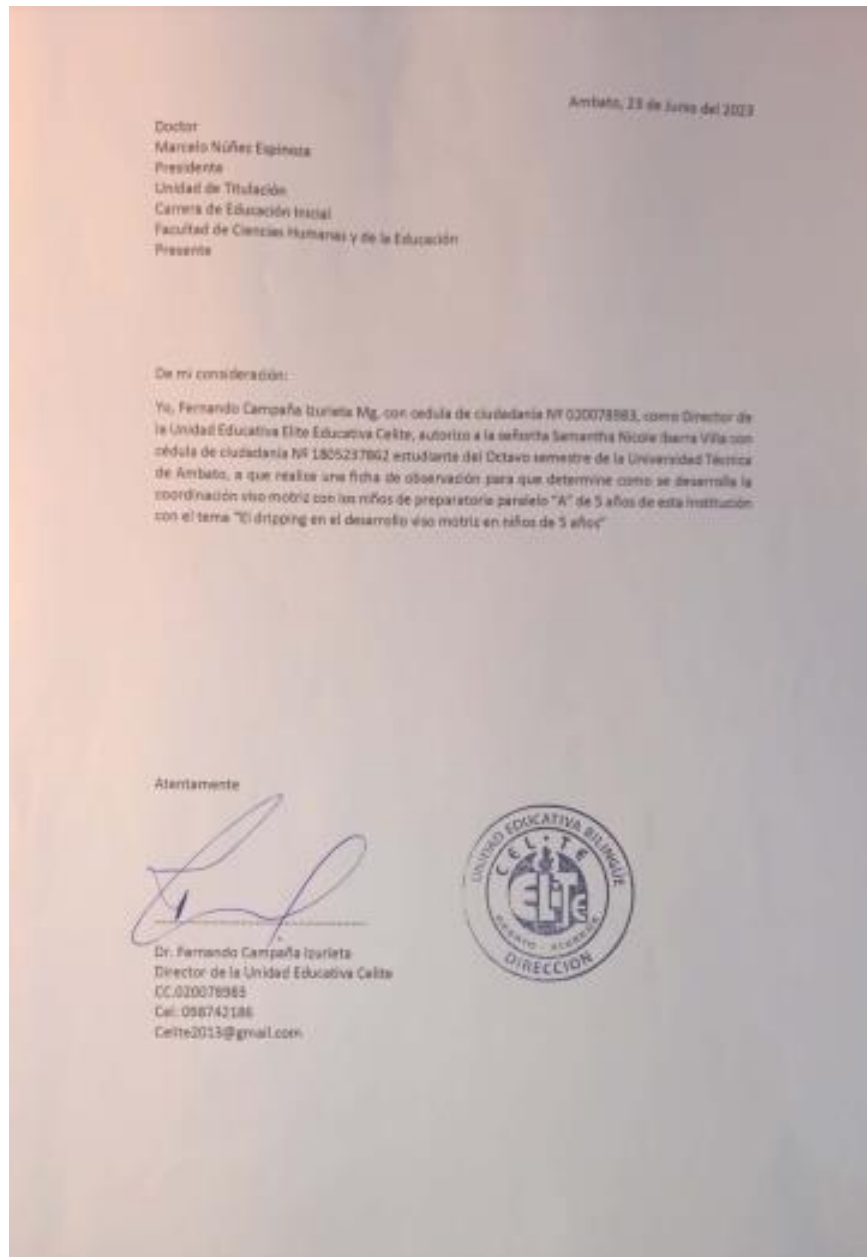 Ambato, 23 de Junio del 2023
Doctor
Marcelo Núñez Espinoza
Presidente
Unidad de Titulación
Carrera de Educación Inicial
Facultad de Ciencias Humanas y de la Educación
Presente
De mi consideración:
Yo, Fernando Campaña Izurieta Mg. con cedula de ciudadanía Nº 020078983, como Director de
la Unidad Educativa Elite Educativa Celite, autorizo a la señorita Samantha Nicole Ibarra Villa con
cédula de ciudadanía Nº 1805237862 estudiante del Octavo semestre de la Universidad Técnica
de Ambato, a que realice una ficha de observación para que determine como se desarrolla la
coordinación viso motriz con los niños de preparatoria paralelo "A" de 5 años de esta institución
con el tema "El dripping en el desarrollo viso motriz en niños de 5 años"
Atentamente
UNIDAD EDUCATIVA BILINGÜE
CEL·TE
ELITE
DIRECCION
Dr. Fernando Campaña Izurieta
Director de la Unidad Educativa Celite
CC.020078983
Cel: 098742186
Celite2013@gmail.com